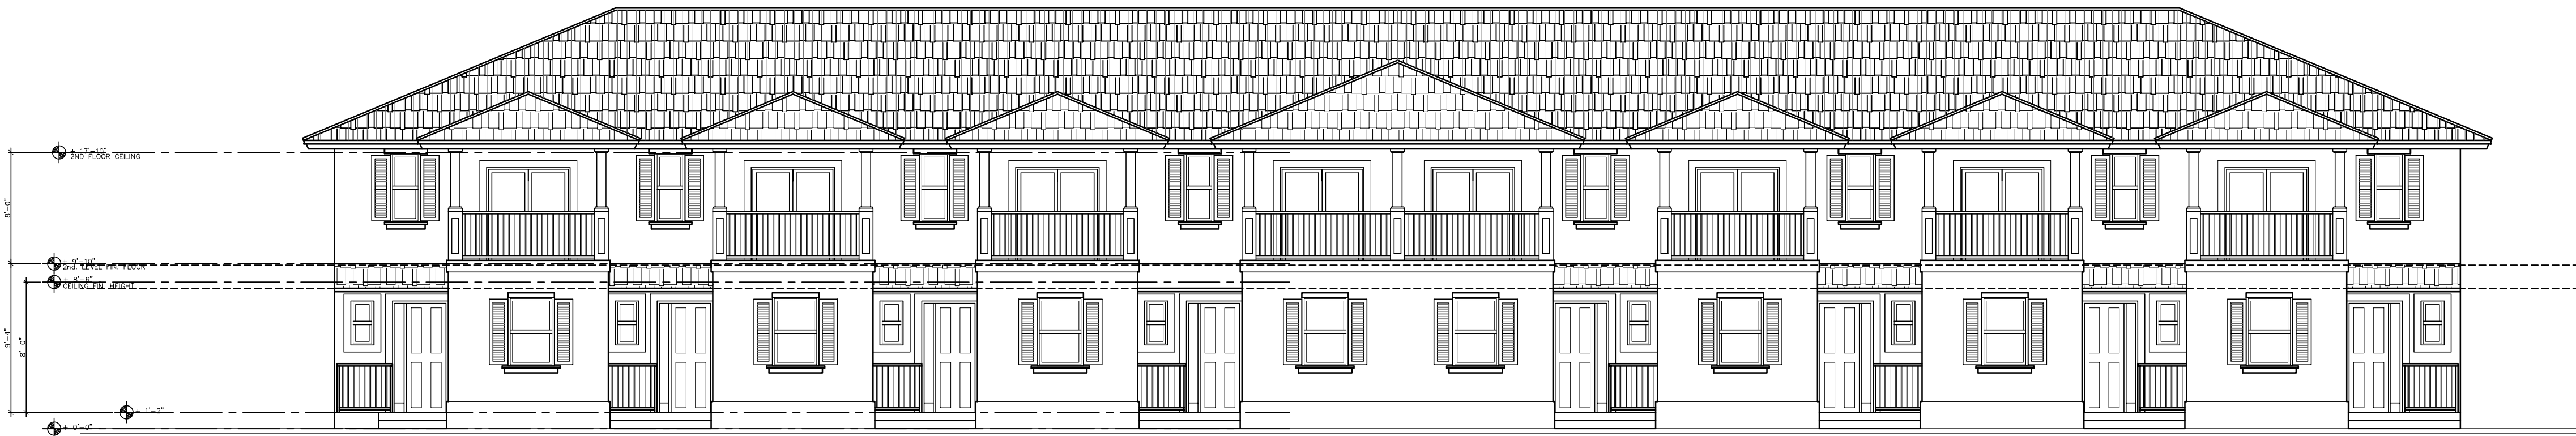 + 17'-10"
2ND FLOOR CEILING
8'-0"
+ 9'-10"
2nd. LEVEL FIN. FLOOR
+ 8'-6"
CEILING FIN. HEIGHT
9'-4"
8'-0"
+ 1'-2"
+ 0'-0"